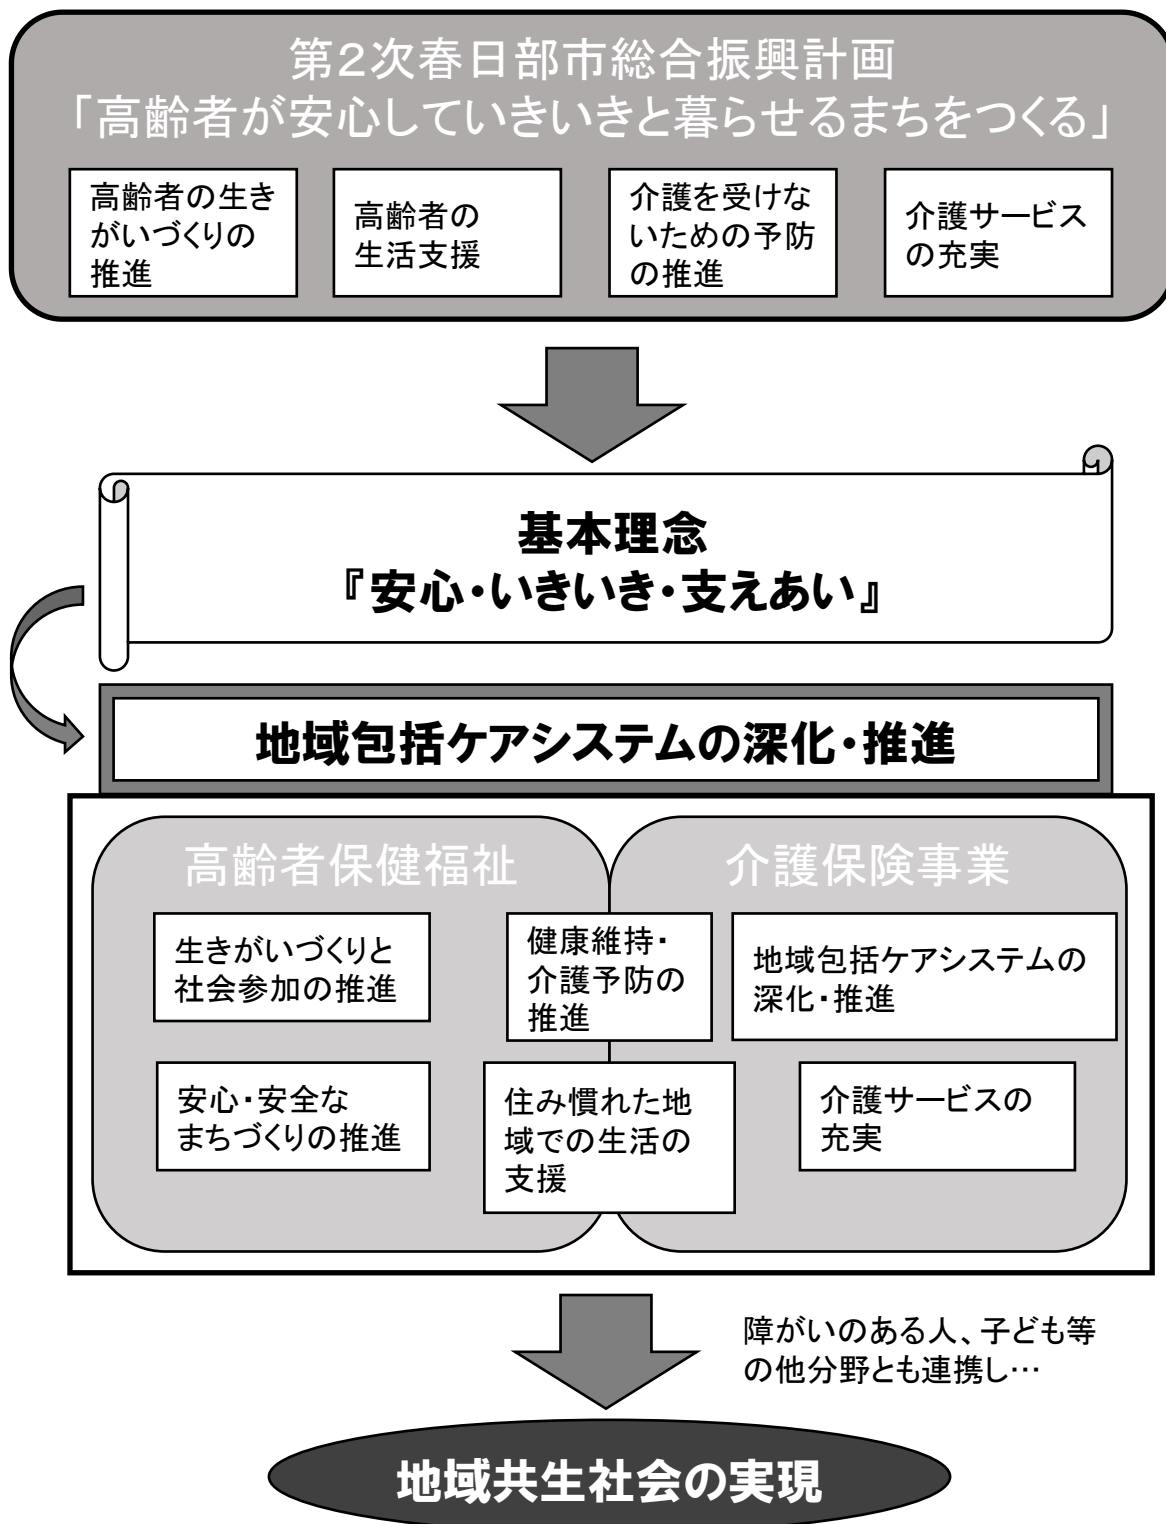 第2次春日部市総合振興計画
「高齢者が安心していきいきと暮らせるまちをつくる」
高齢者の生き
がいづくりの
推進
高齢者の
生活支援
介護を受けな
いための予防
の推進
介護サービス
の充実
基本理念
『安心・いきいき・支えあい』
地域包括ケアシステムの深化・推進
高齢者保健福祉
介護保険事業
生きがいづくりと
社会参加の推進
健康維持・
介護予防の
推進
地域包括ケアシステムの
深化・推進
安心・安全な
まちづくりの推進
住み慣れた地
域での生活の
支援
介護サービスの
充実
障がいのある人、子ども等
の他分野とも連携し…
地域共生社会の実現